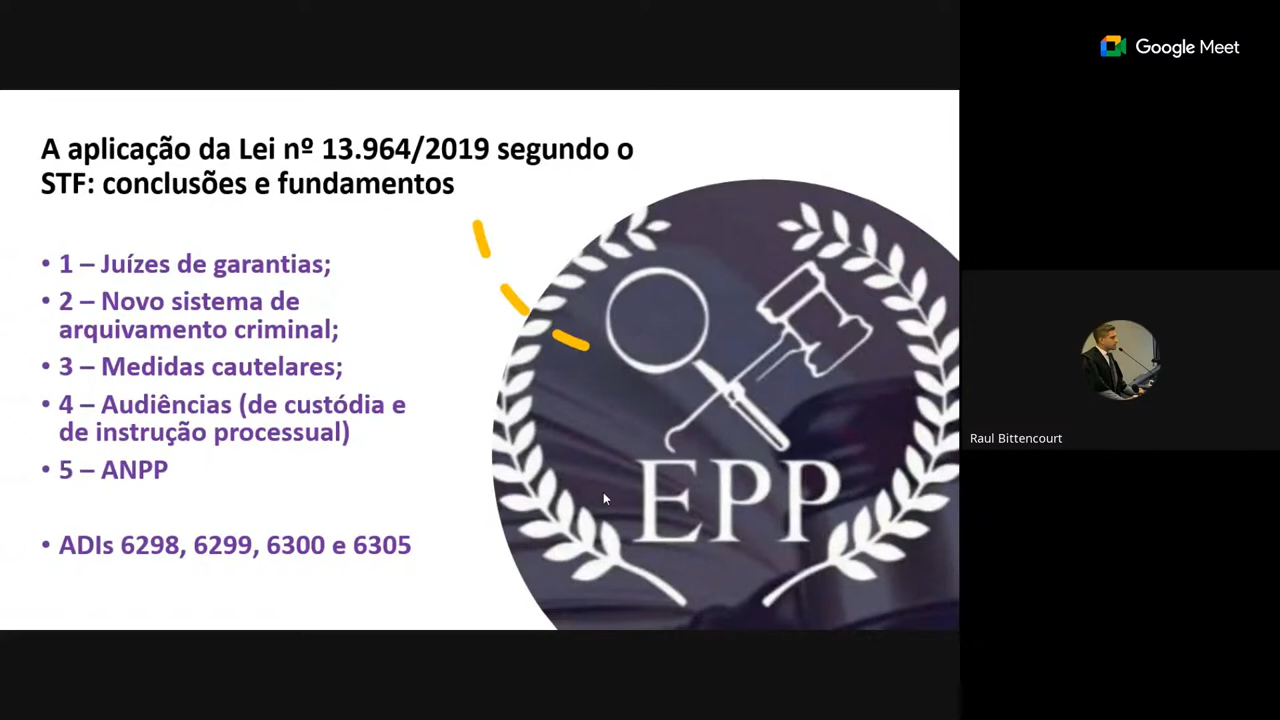 Google Meet
A aplicação da Lei nº 13.964/2019 segundo o
STF: conclusões e fundamentos
• 1 – Juízes de garantias;
• 2 – Novo sistema de
arquivamento criminal;
• 3 – Medidas cautelares;
• 4 – Audiências (de custódia e
de instrução processual)
• 5 – ANPP
• ADIs 6298, 6299, 6300 e 6305
EPP
Raul Bittencourt